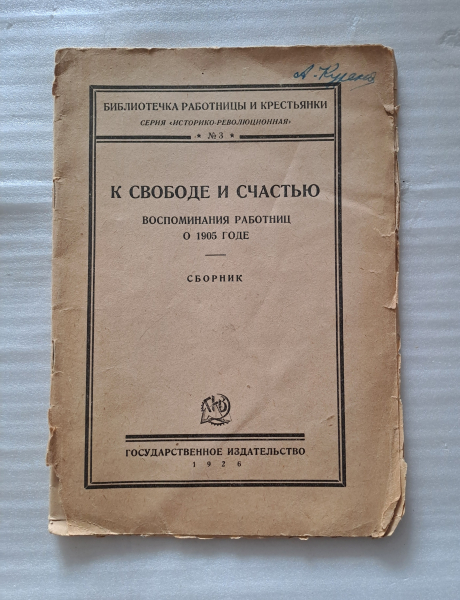 БИБЛИОТЕЧКА РАБОТНИЦЫ И КРЕСТЬЯНКИ
СЕРИЯ «ИСТОРИКО-РЕВОЛЮЦИОННАЯ»
★ № 3 ★
К СВОБОДЕ И СЧАСТЬЮ
ВОСПОМИНАНИЯ РАБОТНИЦ
О 1905 ГОДЕ
СБОРНИК
ГОСУДАРСТВЕННОЕ ИЗДАТЕЛЬСТВО
1926